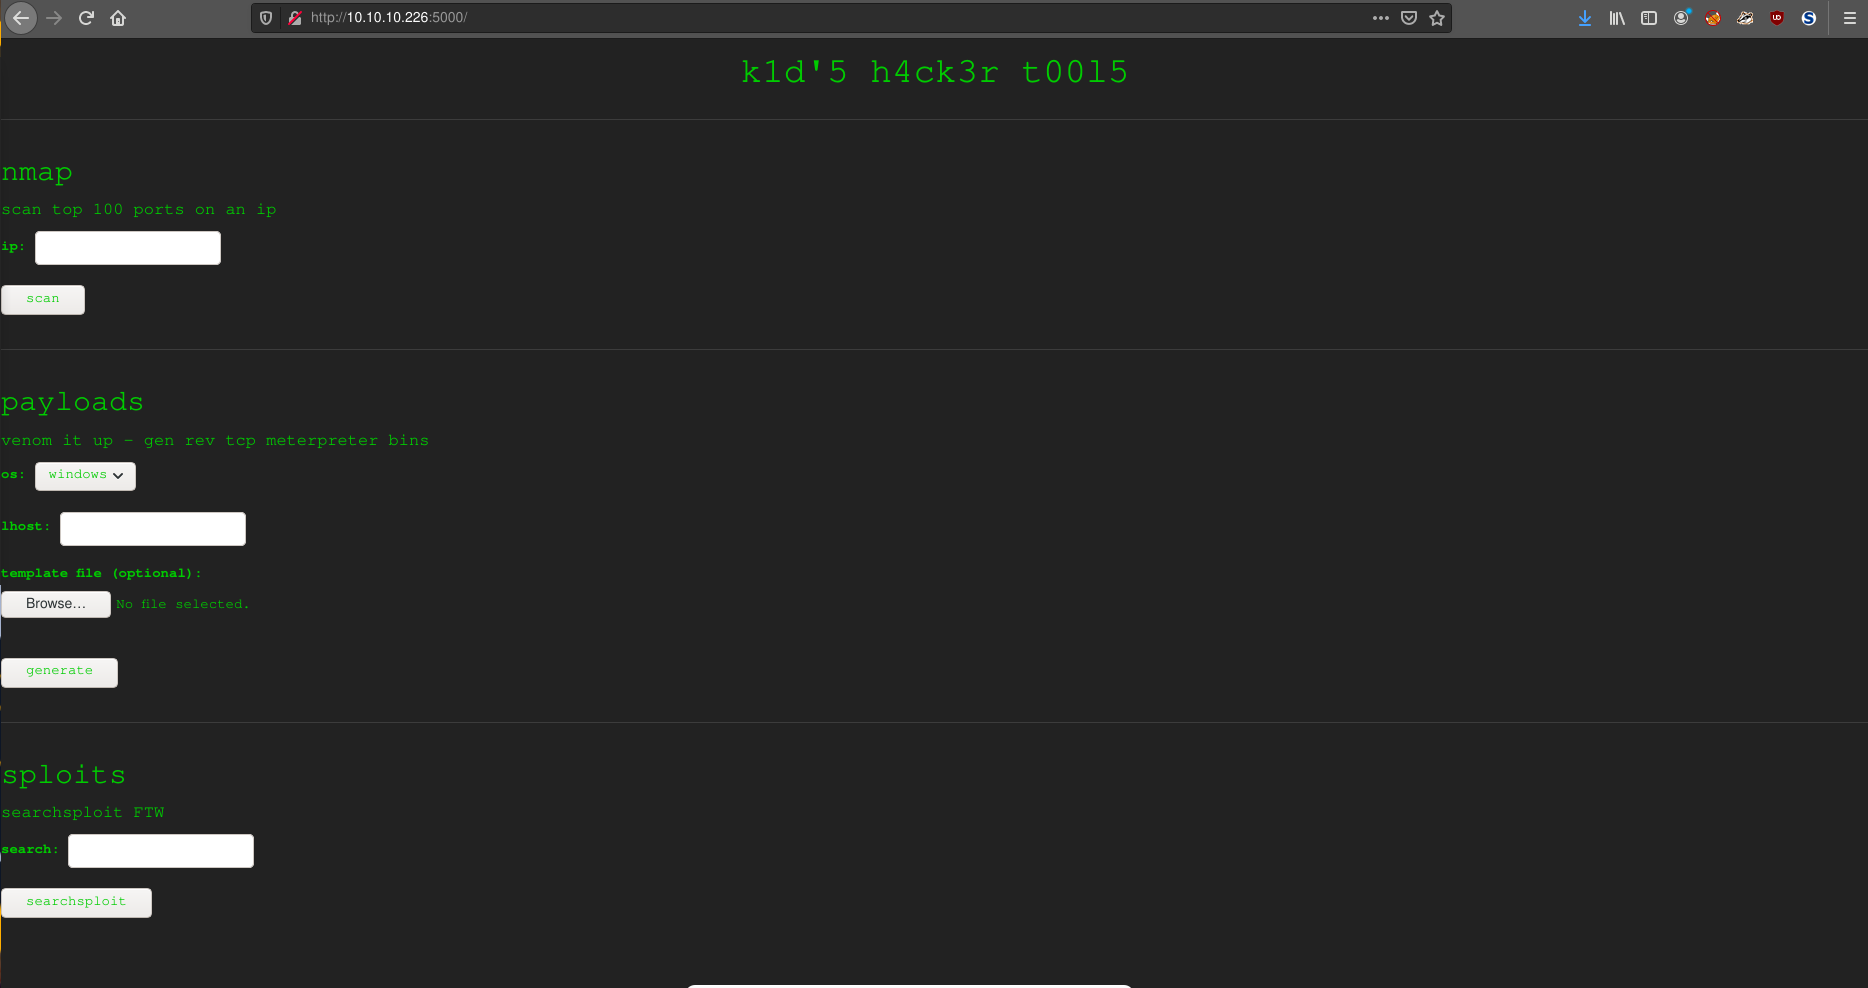 http://10.10.10.226:5000/
k1d'5 h4ck3r t00l5
nmap
scan top 100 ports on an ip
ip:
scan
payloads
venom it up - gen rev tcp meterpreter bins
os: windows
lhost:
template file (optional):
Browse... No file selected.
generate
sploits
searchsploit FTW
search:
searchsploit